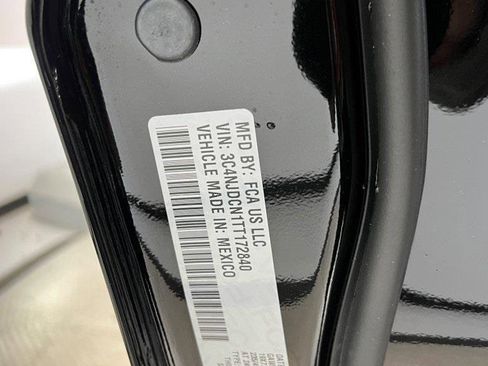 MFD BY: FCA US LLC
VIN: 3C4NJDCN1TT172840
VEHICLE MADE IN: MEXICO